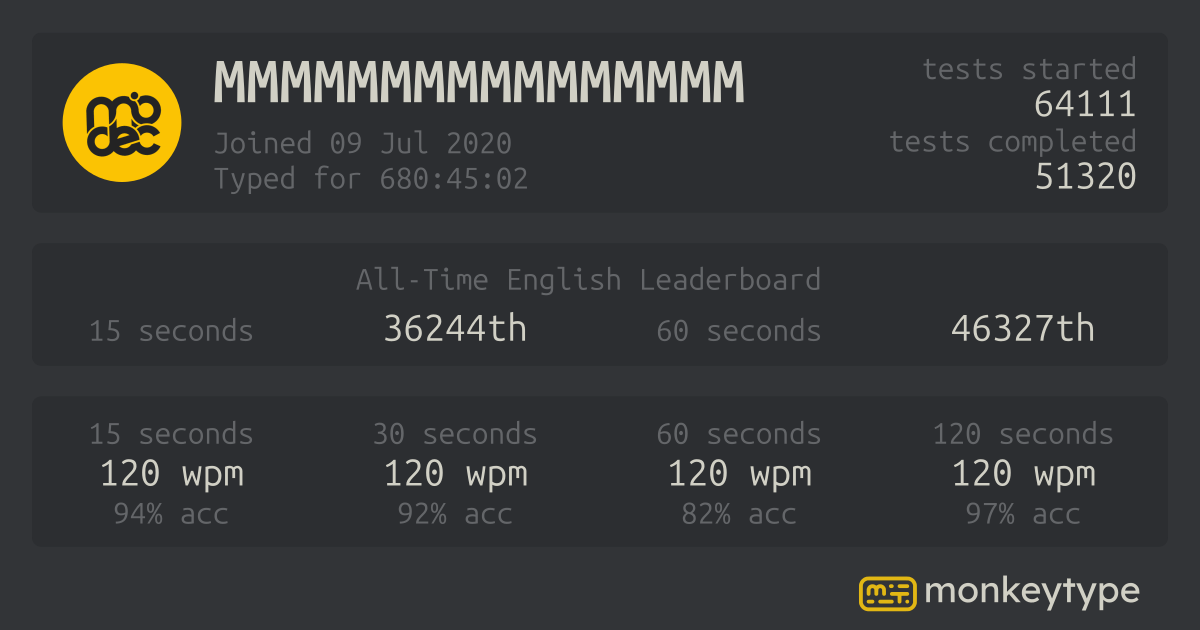 mio
dec
MMMMMMMMMMMMMMMM
Joined 09 Jul 2020
Typed for 680:45:02
tests started
64111
tests completed
51320
All-Time English Leaderboard
15 seconds 36244th 60 seconds 46327th
15 seconds 30 seconds 60 seconds 120 seconds
120 wpm 120 wpm 120 wpm 120 wpm
94% acc 92% acc 82% acc 97% acc
monkeytype